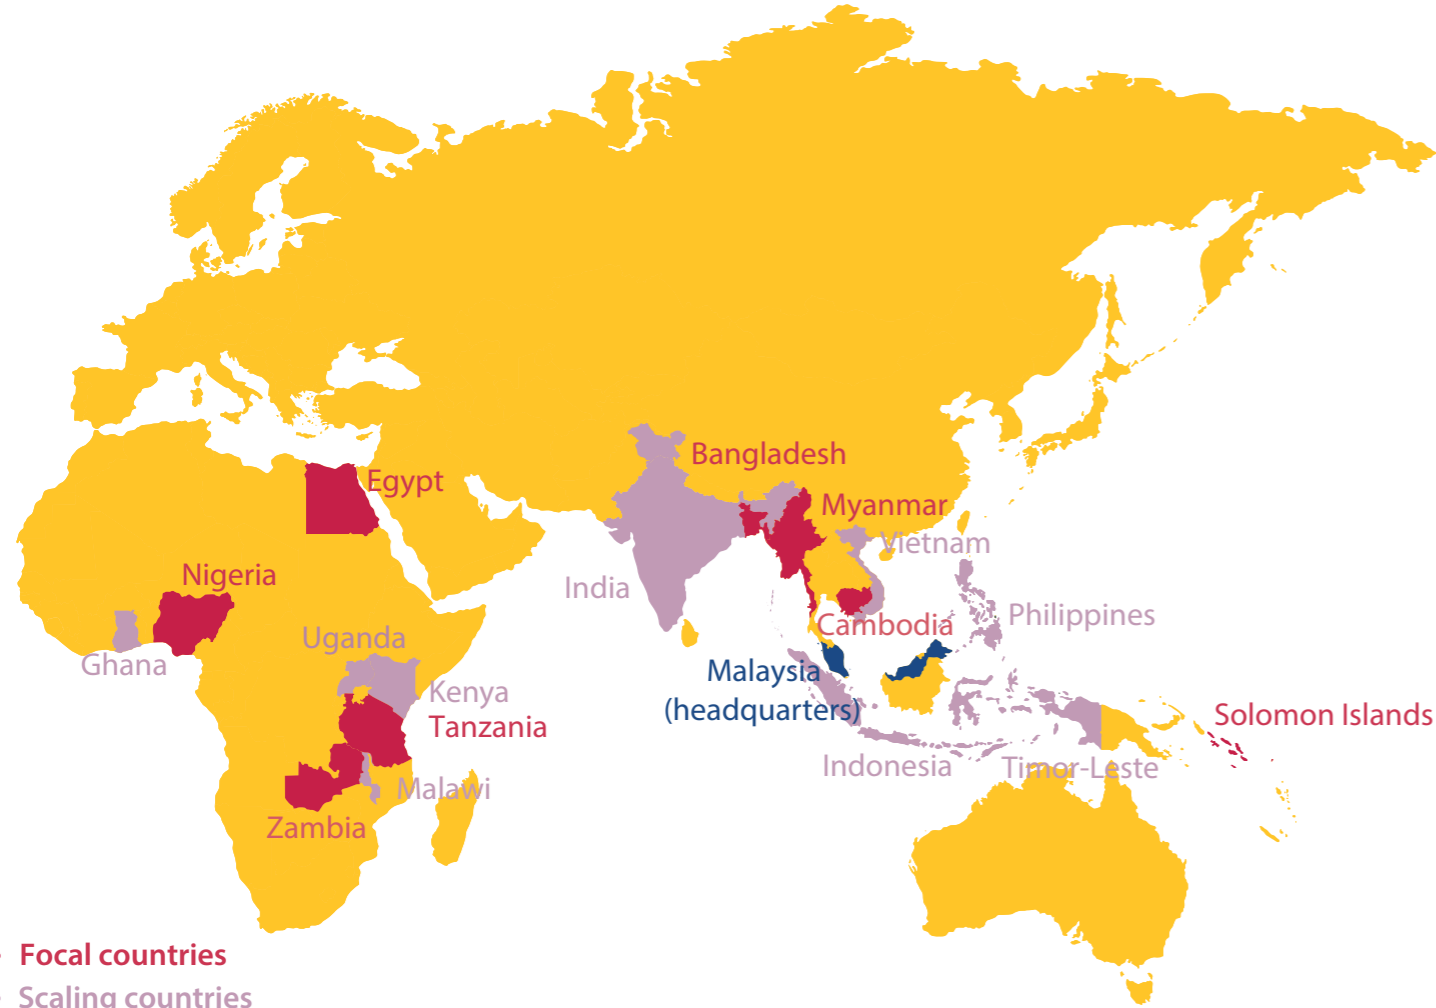 Bangladesh
Egypt
Myanmar
Vietnam
Nigeria
India
Philippines
Cambodia
Uganda
Ghana
Malaysia
(headquarters)
Kenya
Tanzania
Solomon Islands
Indonesia
Timor-Leste
Malawi
Zambia
Focal countries
Scaling countries